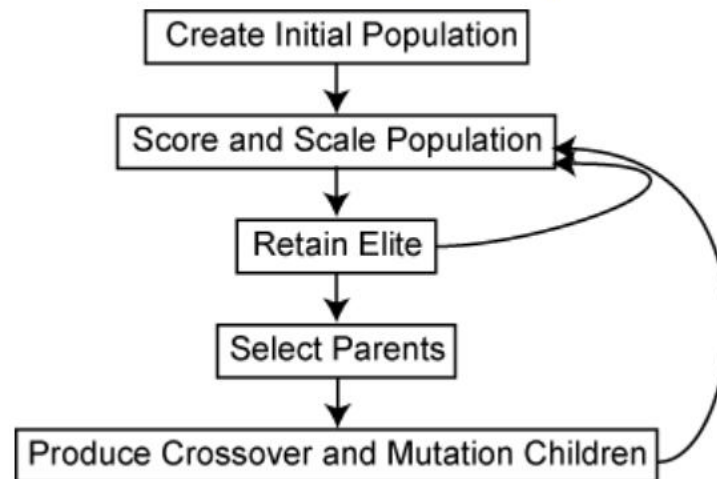 Create Initial Population
Score and Scale Population
Retain Elite
Select Parents
Produce Crossover and Mutation Children